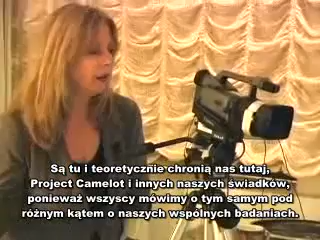 Są tu i teoretycznie chronią nas tutaj,
Project Camelot i innych naszych świadków,
ponieważ wszyscy mówimy o tym samym pod
różnym kątem o naszych wspólnych badaniach.